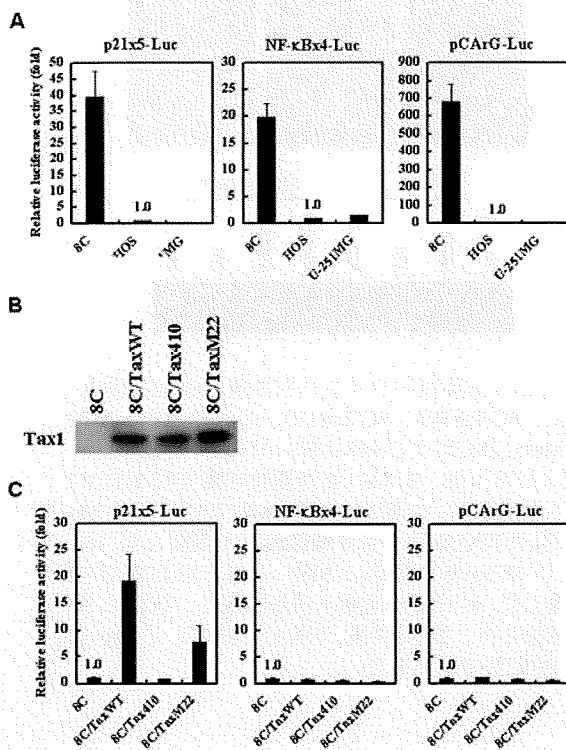 A
p21x5-Luc NF-κBx4-Luc pCArG-Luc
Relative luciferase activity (fold)
45 40 35 30 25 20 15 10 5 0
1.0
8C HOS MG
30 25 20 15 10 5 0
1.0
8C HOS U-251MG
900 800 700 600 500 400 300 200 100 0
1.0
8C HOS U-251MG
B
8C 8C/TaxWT 8C/Tax410 8C/TaxM22
Tax1
C
p21x5-Luc NF-κBx4-Luc pCArG-Luc
Relative luciferase activity (fold)
30 25 20 15 10 5 0
1.0
8C 8C/TaxWT 8C/Tax410 8C/TaxM22
30 25 20 15 10 5 0
1.0
8C 8C/TaxWT 8C/Tax410 8C/TaxM22
30 25 20 15 10 5 0
1.0
8C 8C/TaxWT 8C/Tax410 8C/TaxM22